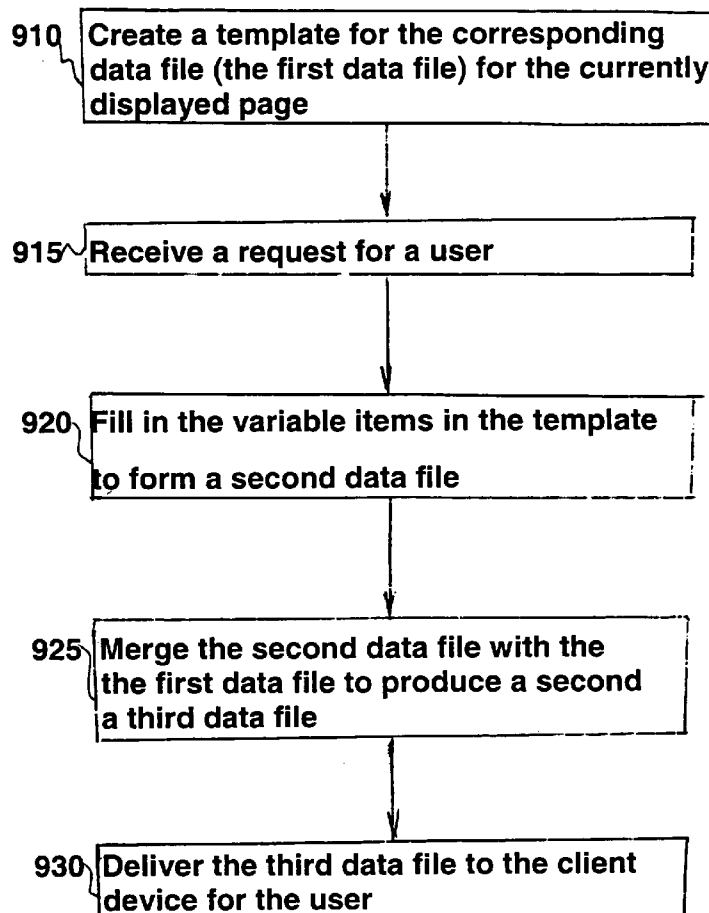 910 Create a template for the corresponding
data file (the first data file) for the currently
displayed page
915 Receive a request for a user
920 Fill in the variable items in the template
to form a second data file
925 Merge the second data file with the
the first data file to produce a second
a third data file
930 Deliver the third data file to the client
device for the user